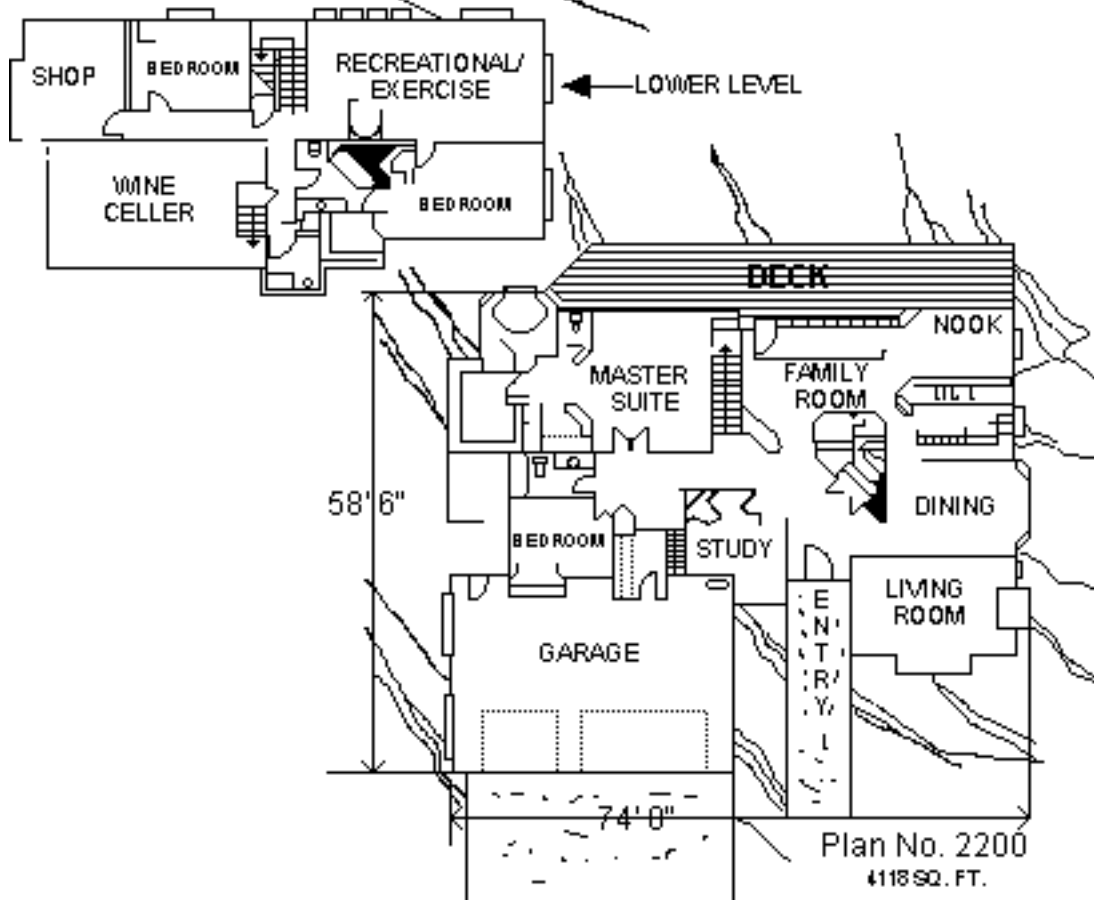 SHOP
BEDROOM
RECREATIONAL/
EXERCISE
LOWER LEVEL
WINE
CELLER
BEDROOM
DECK
NOOK
MASTER
SUITE
FAMILY
ROOM
58'6"
DINING
BEDROOM
STUDY
LIVING
ROOM
ENTRY
GARAGE
74'0"
Plan No. 2200
4118 SQ. FT.